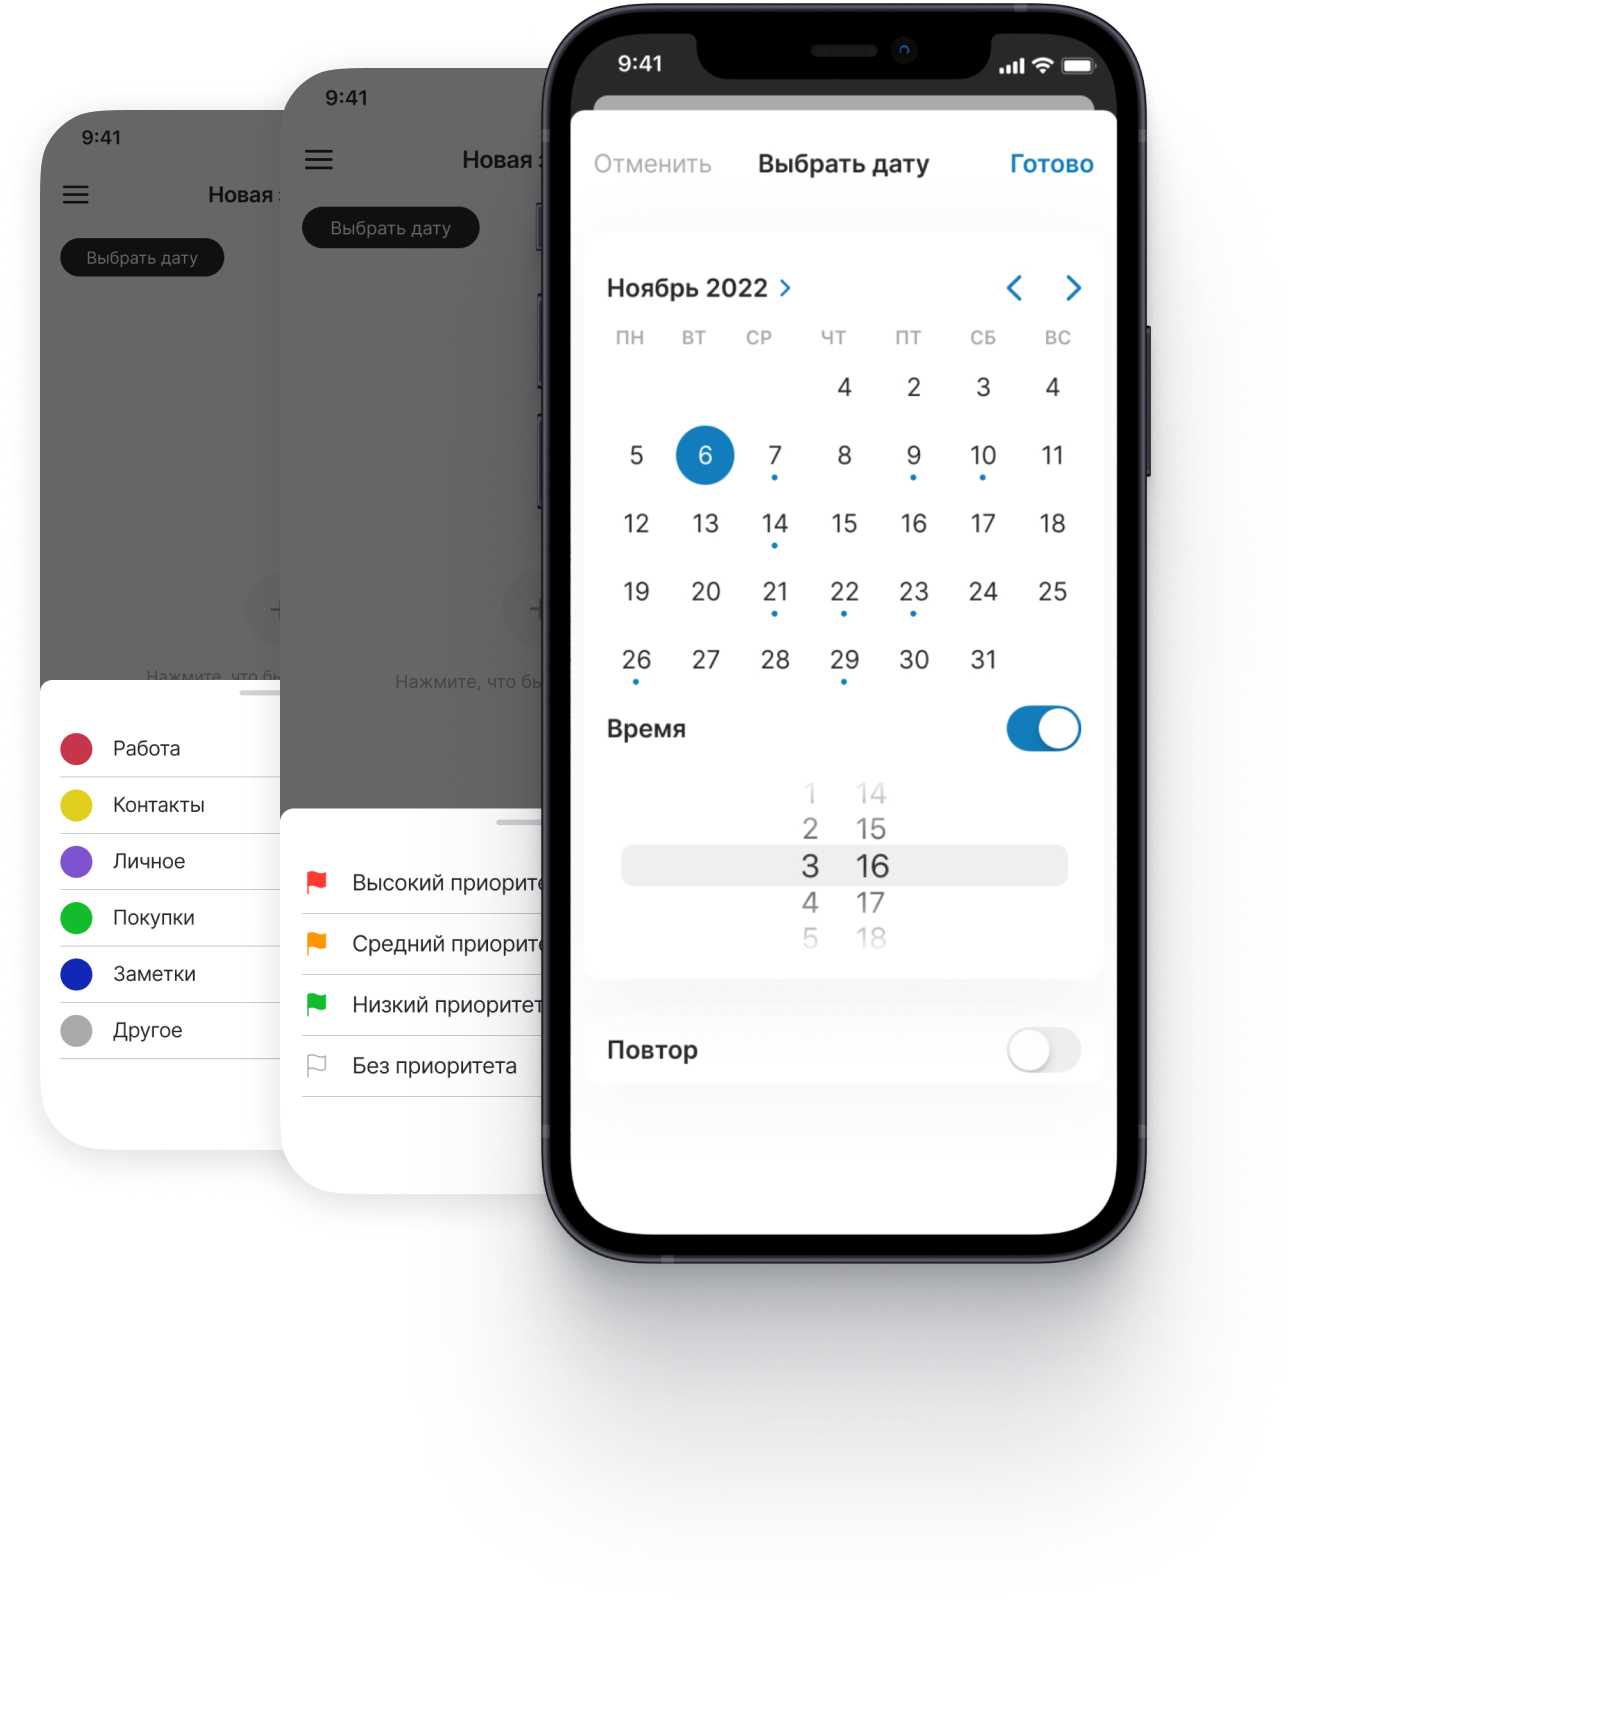 9:41
Новая
Выбрать дату
Нажмите, что
Работа
Контакты
Личное
Покупки
Заметки
Другое
9:41
Новая
Выбрать дату
Нажмите, что
Высокий
Средний
Низкий приоритет
Без приоритета
9:41
Отменить Выбрать дату Готово
Ноябрь 2022
ПН ВТ СР ЧТ ПТ СБ ВС
4 2 3 4
5 6 7 8 9 10 11
12 13 14 15 16 17 18
19 20 21 22 23 24 25
26 27 28 29 30 31
Время
1 14
2 15
3 16
4 17
5 18
Повтор